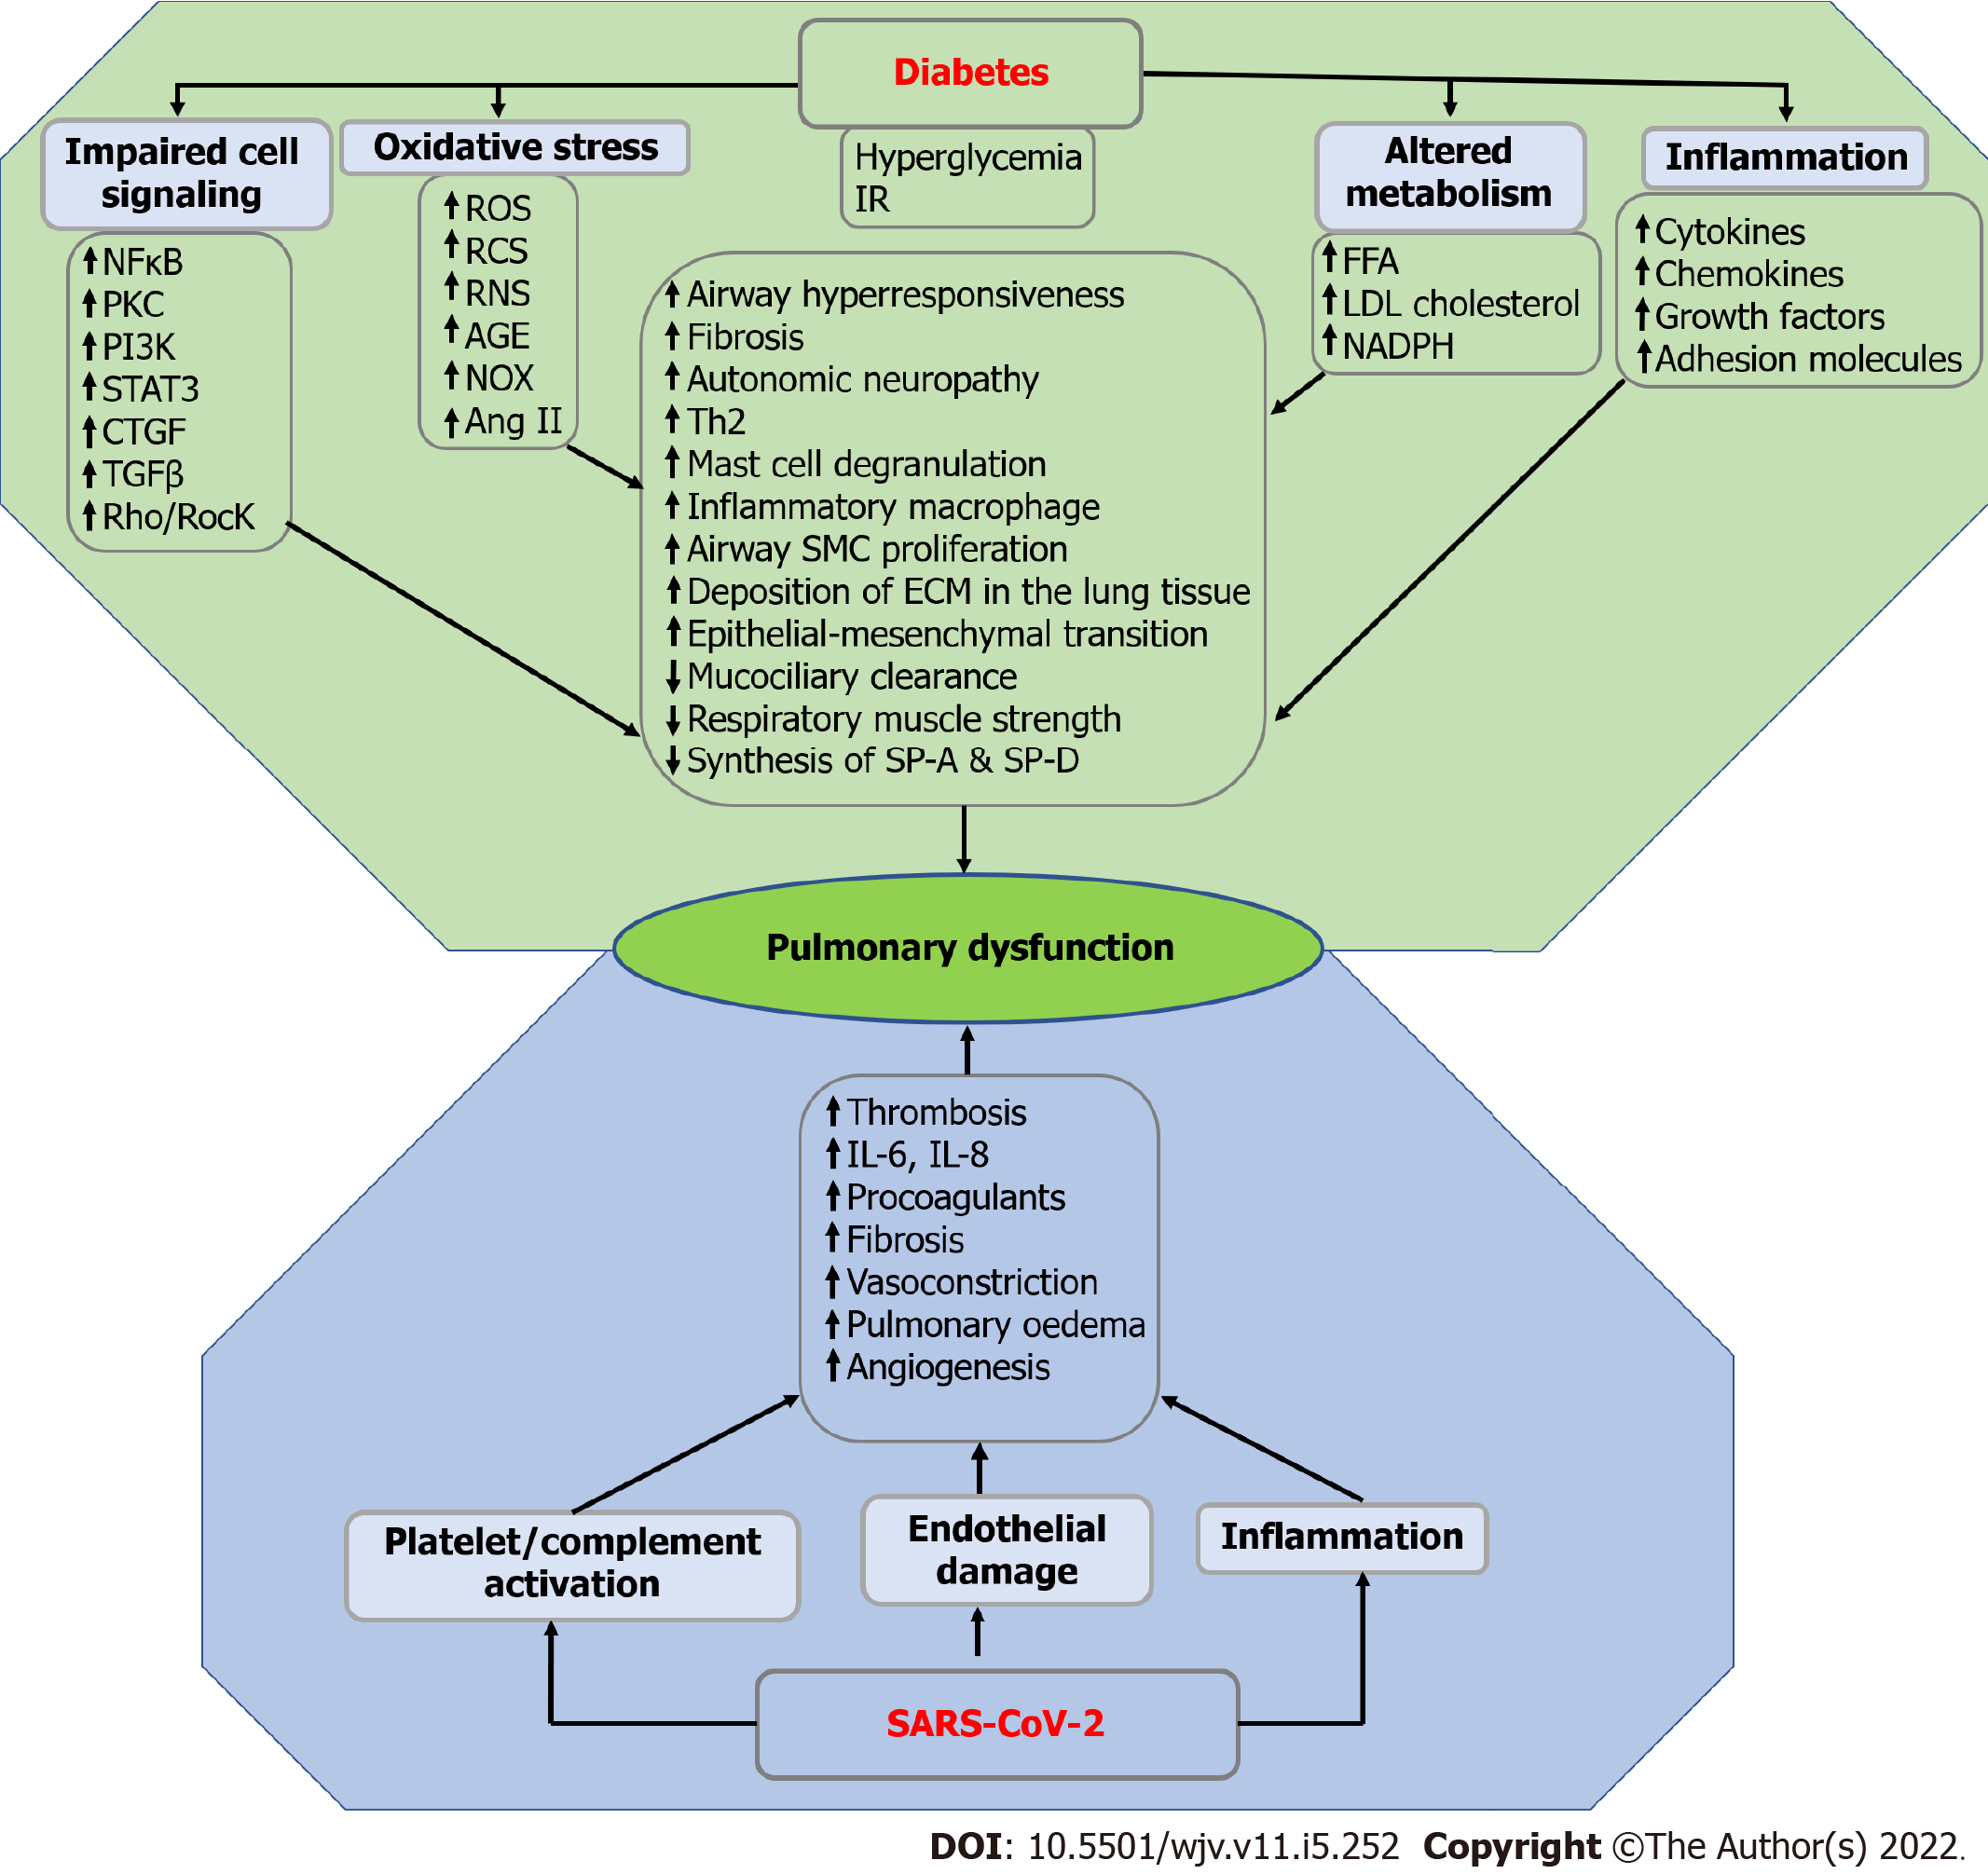 Diabetes
Hyperglycemia
IR
Impaired cell
signaling
↑NFκB
↑PKC
↑PI3K
↑STAT3
↑CTGF
↑TGFβ
↑Rho/RocK
Oxidative stress
↑ROS
↑RCS
↑RNS
↑AGE
↑NOX
↑Ang II
Altered
metabolism
↑FFA
↑LDL cholesterol
↑NADPH
Inflammation
↑Cytokines
↑Chemokines
↑Growth factors
↑Adhesion molecules
↑Airway hyperresponsiveness
↑Fibrosis
↑Autonomic neuropathy
↑Th2
↑Mast cell degranulation
↑Inflammatory macrophage
↑Airway SMC proliferation
↑Deposition of ECM in the lung tissue
↑Epithelial-mesenchymal transition
↓Mucociliary clearance
↓Respiratory muscle strength
↓Synthesis of SP-A & SP-D
Pulmonary dysfunction
↑Thrombosis
↑IL-6, IL-8
↑Procoagulants
↑Fibrosis
↑Vasoconstriction
↑Pulmonary oedema
↑Angiogenesis
Platelet/complement
activation
Endothelial
damage
Inflammation
SARS-CoV-2
DOI: 10.5501/wjv.v11.i5.252 Copyright ©The Author(s) 2022.